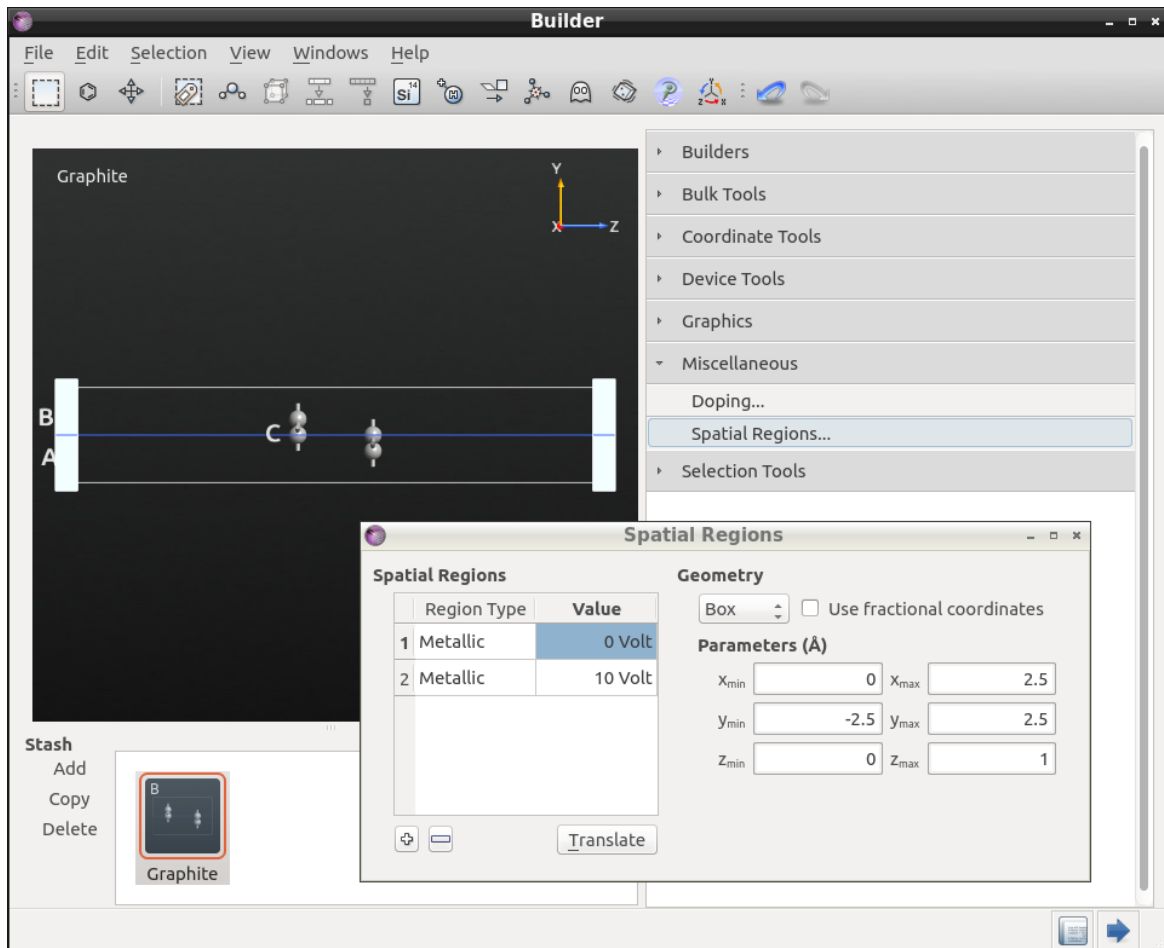 Builder
File Edit Selection View Windows Help
Si 14
H
Graphite
Y
X Z
B
C
A
Builders
Bulk Tools
Coordinate Tools
Device Tools
Graphics
Miscellaneous
Doping...
Spatial Regions...
Selection Tools
Spatial Regions
Spatial Regions
Region Type Value
1 Metallic 0 Volt
2 Metallic 10 Volt
Translate
Geometry
Box Use fractional coordinates
Parameters (Å)
xmin 0 xmax 2.5
ymin -2.5 ymax 2.5
zmin 0 zmax 1
Stash
Add
Copy
Delete
B
Graphite